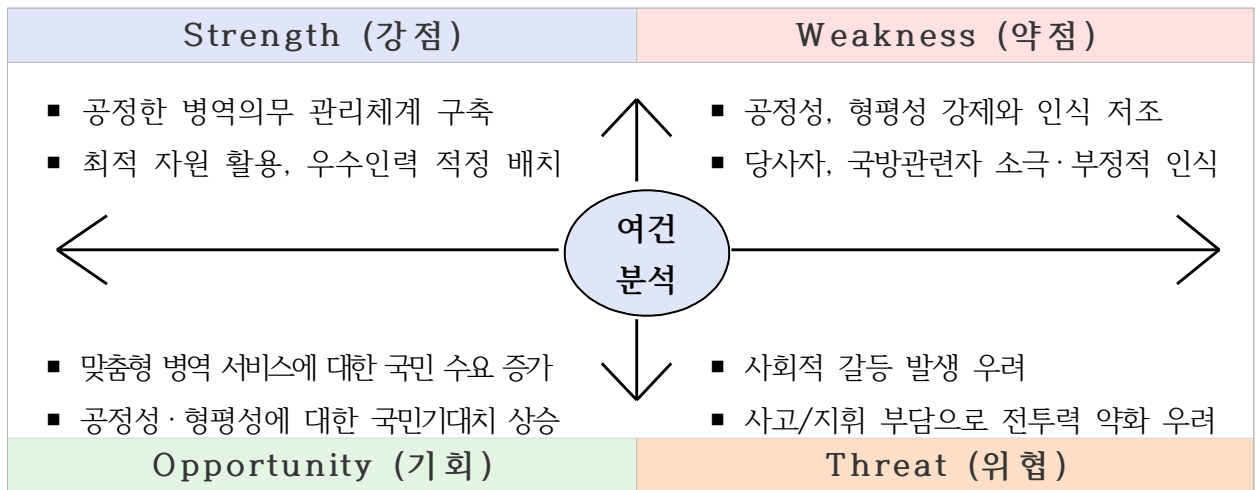 Strength (강점)
Weakness (약점)
■ 공정한 병역의무 관리체계 구축
■ 최적 자원 활용, 우수인력 적정 배치
■ 공정성, 형평성 강제와 인식 저조
■ 당사자, 국방관련자 소극·부정적 인식
여건
분석
■ 맞춤형 병역 서비스에 대한 국민 수요 증가
■ 공정성·형평성에 대한 국민기대치 상승
■ 사회적 갈등 발생 우려
■ 사고/지휘 부담으로 전투력 약화 우려
Opportunity (기회)
Threat (위협)